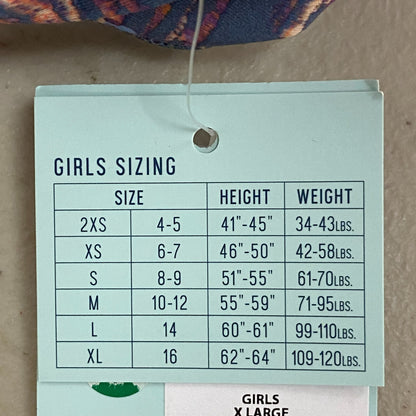 GIRLS SIZING
SIZE HEIGHT WEIGHT
2XS 4-5 41"-45" 34-43LBS.
XS 6-7 46"-50" 42-58LBS.
S 8-9 51"-55" 61-70LBS.
M 10-12 55"-59" 71-95LBS.
L 14 60"-61" 99-110LBS.
XL 16 62"-64" 109-120LBS.
GIRLS
X LARGE